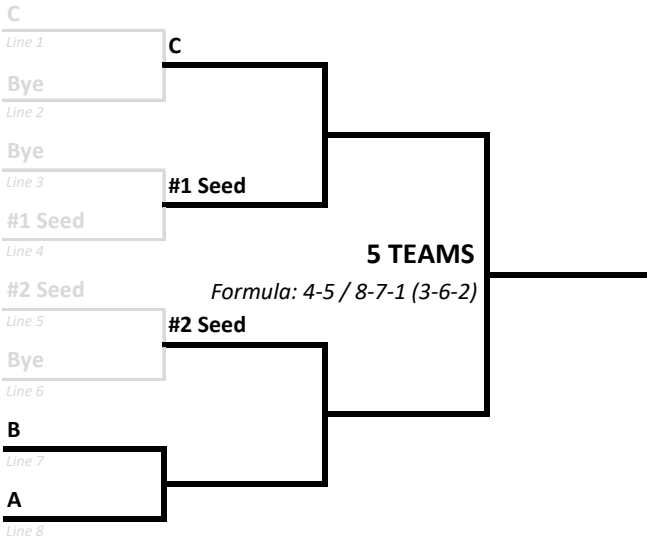 C
Line 1
C
Bye
Line 2
Bye
Line 3
#1 Seed
#1 Seed
Line 4
5 TEAMS
#2 Seed
Formula: 4-5 / 8-7-1 (3-6-2)
Line 5
#2 Seed
Bye
Line 6
B
Line 7
A
Line 8